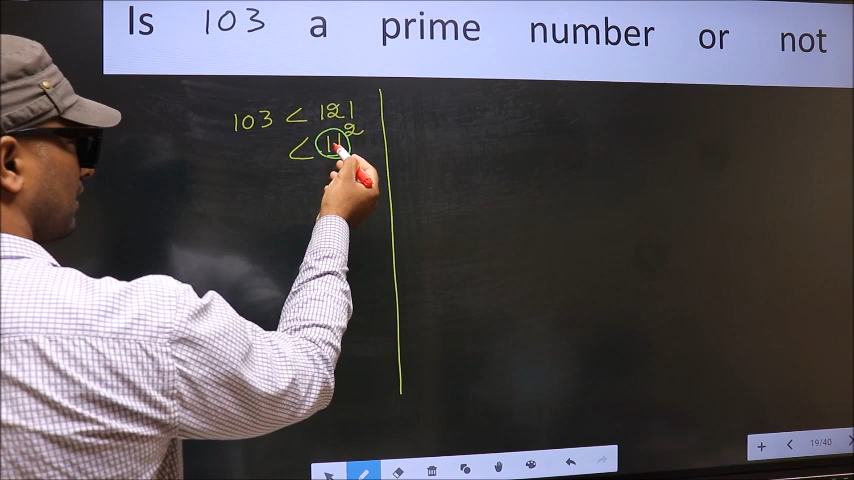 Is 103 a prime number or not
103 < 121
< 11²
19/40